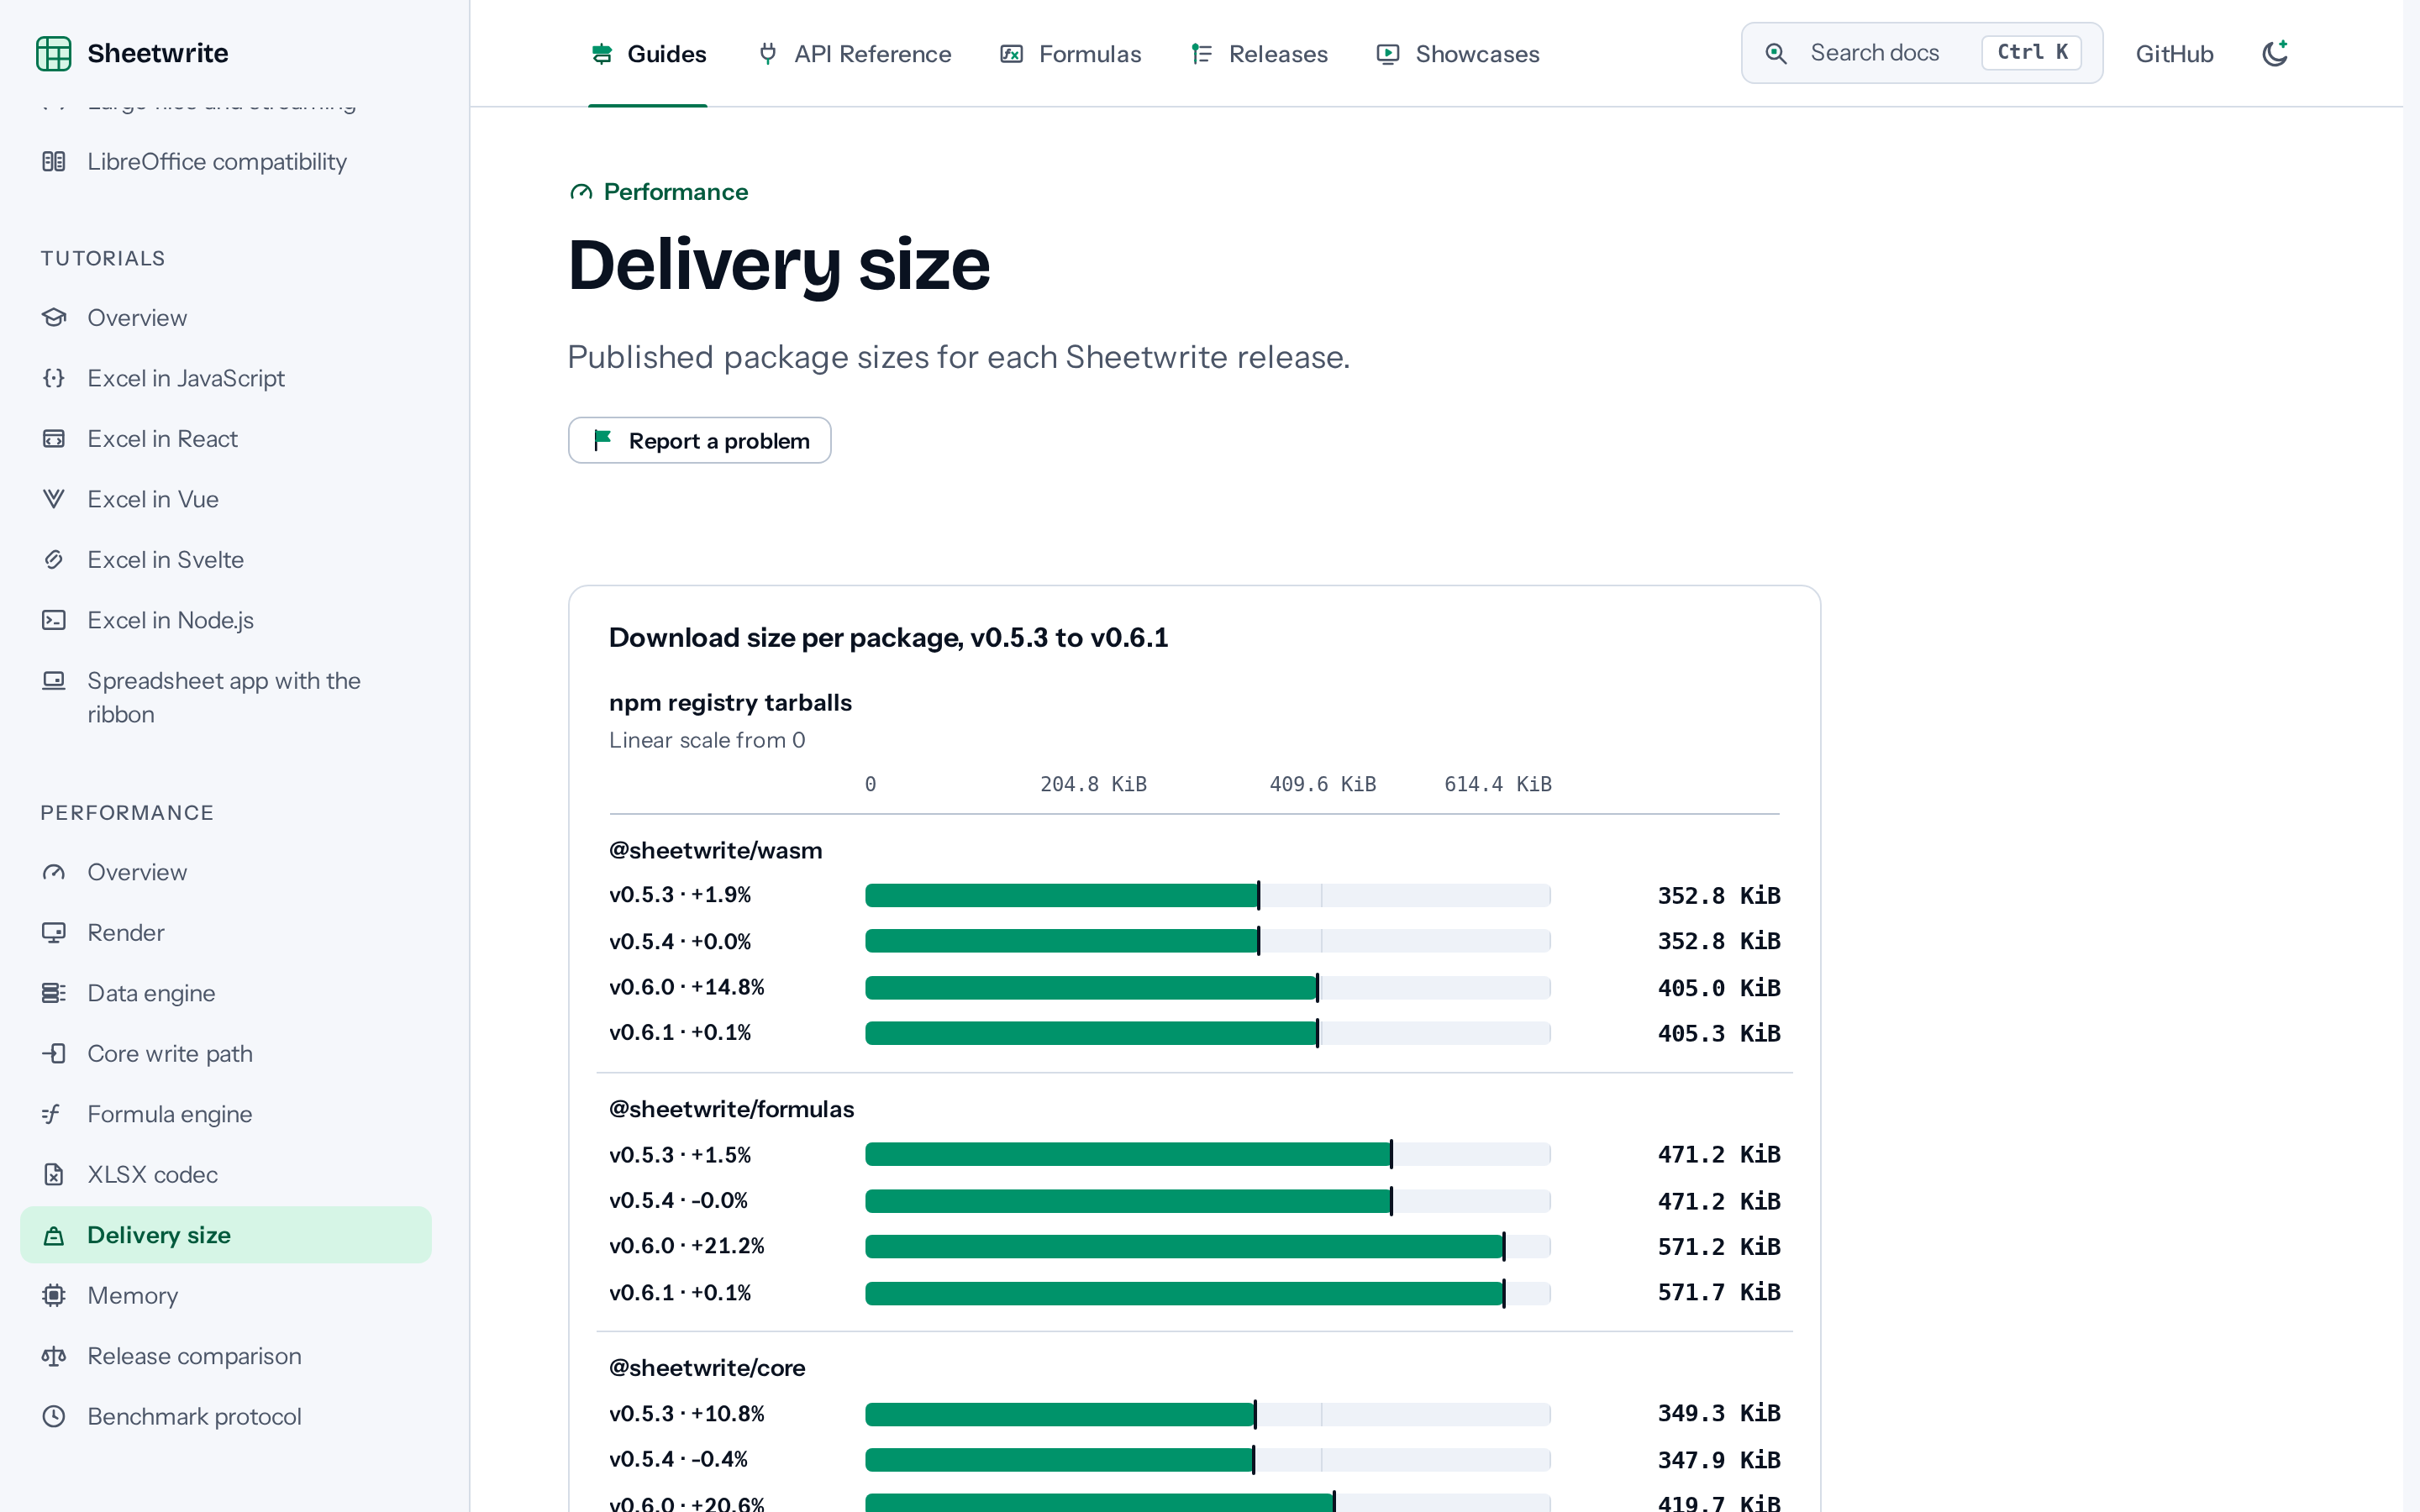 Sheetwrite
Guides
API Reference
Formulas
Releases
Showcases
Search docs
Ctrl K
GitHub
Large files and streaming
LibreOffice compatibility
TUTORIALS
Overview
Excel in JavaScript
Excel in React
Excel in Vue
Excel in Svelte
Excel in Node.js
Spreadsheet app with the
ribbon
PERFORMANCE
Overview
Render
Data engine
Core write path
Formula engine
XLSX codec
Delivery size
Memory
Release comparison
Benchmark protocol
Performance
Delivery size
Published package sizes for each Sheetwrite release.
Report a problem
Download size per package, v0.5.3 to v0.6.1
npm registry tarballs
Linear scale from 0
0 204.8 KiB 409.6 KiB 614.4 KiB
@sheetwrite/wasm
v0.5.3 · +1.9% 352.8 KiB
v0.5.4 · +0.0% 352.8 KiB
v0.6.0 · +14.8% 405.0 KiB
v0.6.1 · +0.1% 405.3 KiB
@sheetwrite/formulas
v0.5.3 · +1.5% 471.2 KiB
v0.5.4 · -0.0% 471.2 KiB
v0.6.0 · +21.2% 571.2 KiB
v0.6.1 · +0.1% 571.7 KiB
@sheetwrite/core
v0.5.3 · +10.8% 349.3 KiB
v0.5.4 · -0.4% 347.9 KiB
v0.6.0 · +20.6% 419.7 KiB